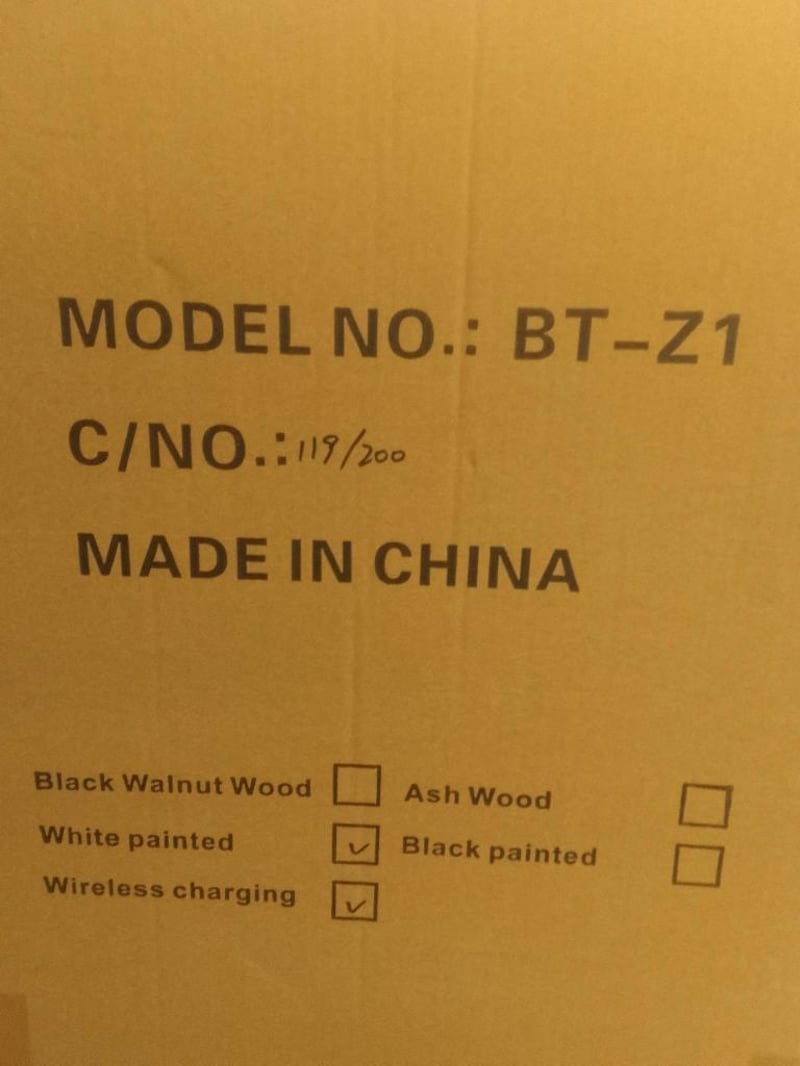 MODEL NO.: BT-Z1
C/NO.: 119/200
MADE IN CHINA
Black Walnut Wood ☐ Ash Wood ☐
White painted ☑ Black painted ☐
Wireless charging ☑